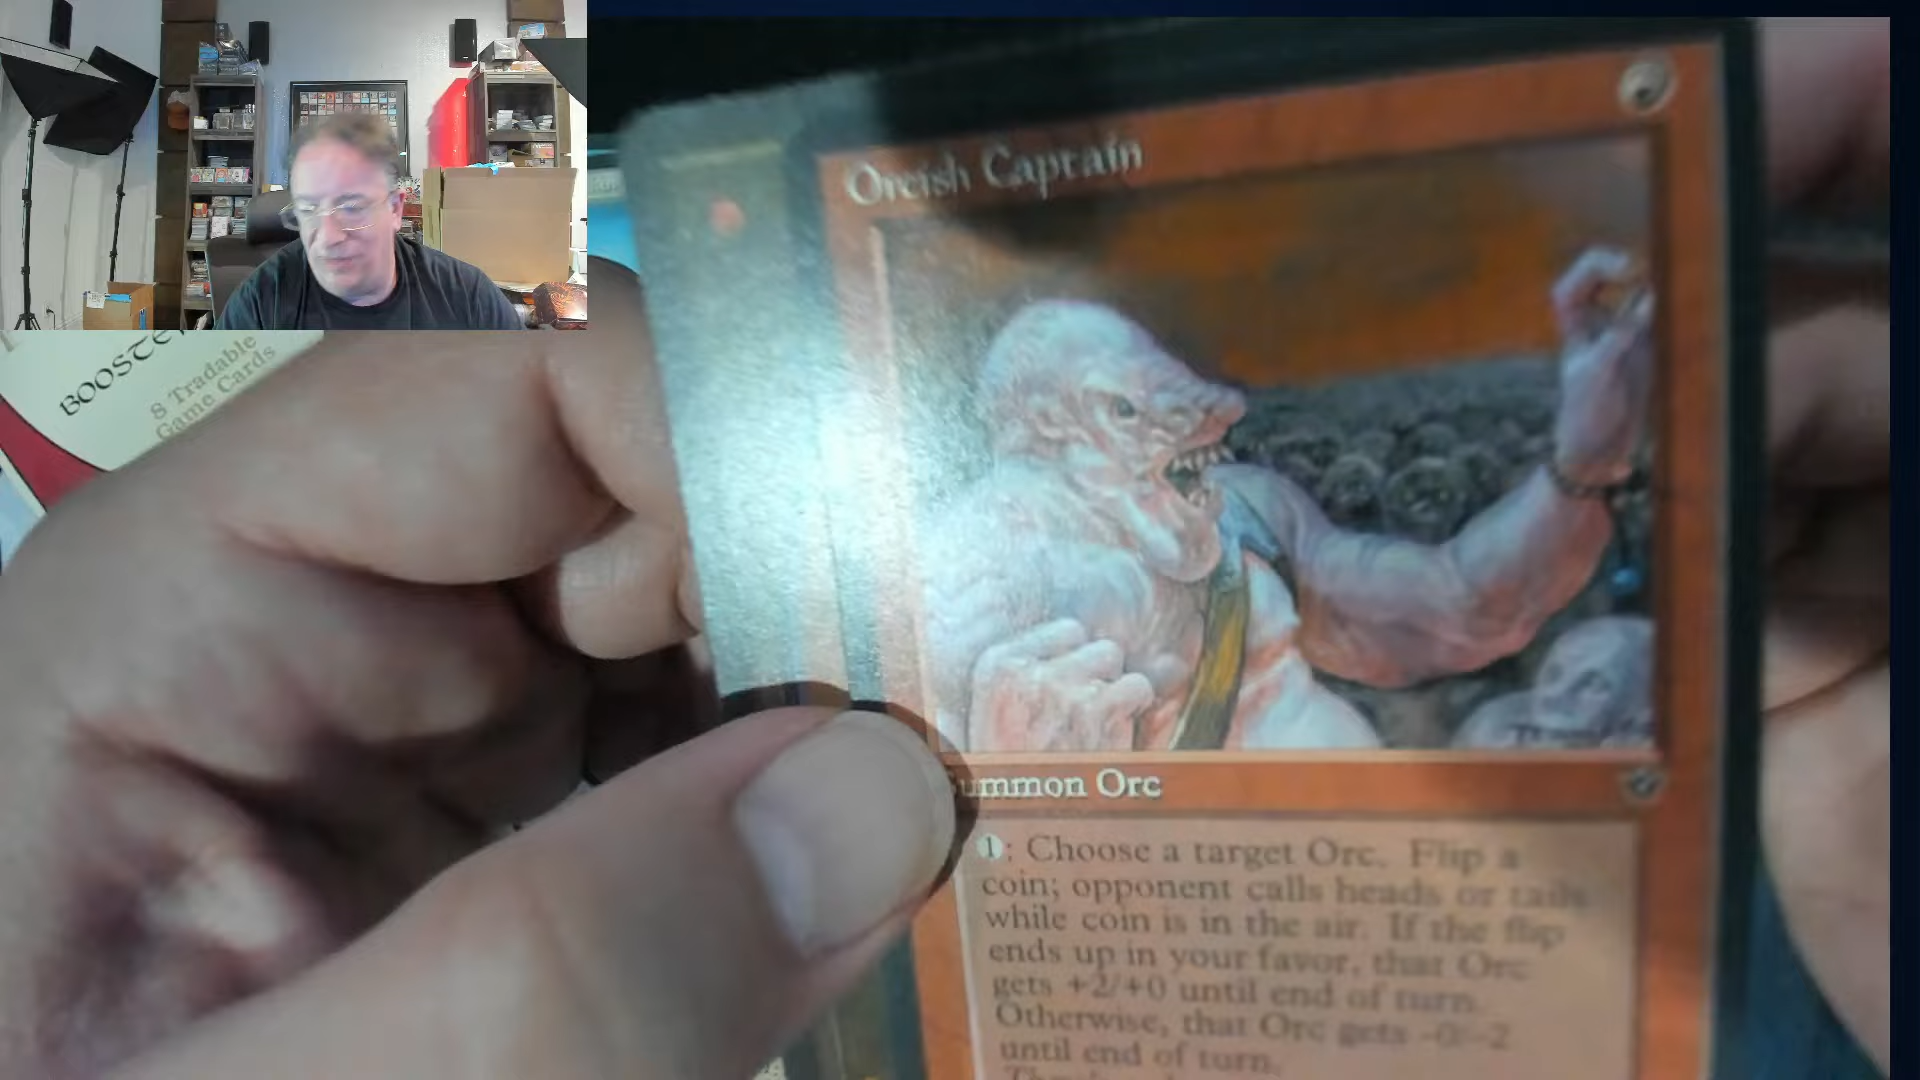 BOOSTE
8 Tradable
Game Cards
Orcish Captain
Summon Orc
1: Choose a target Orc. Flip a
coin; opponent calls heads or tails
while coin is in the air. If the flip
ends up in your favor, that Orc
gets +2/+0 until end of turn.
Otherwise, that Orc gets -0/-2
until end of turn.